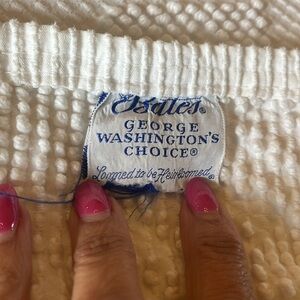 Bates®
GEORGE
WASHINGTON'S
CHOICE®
Loomed to be Heirloomed